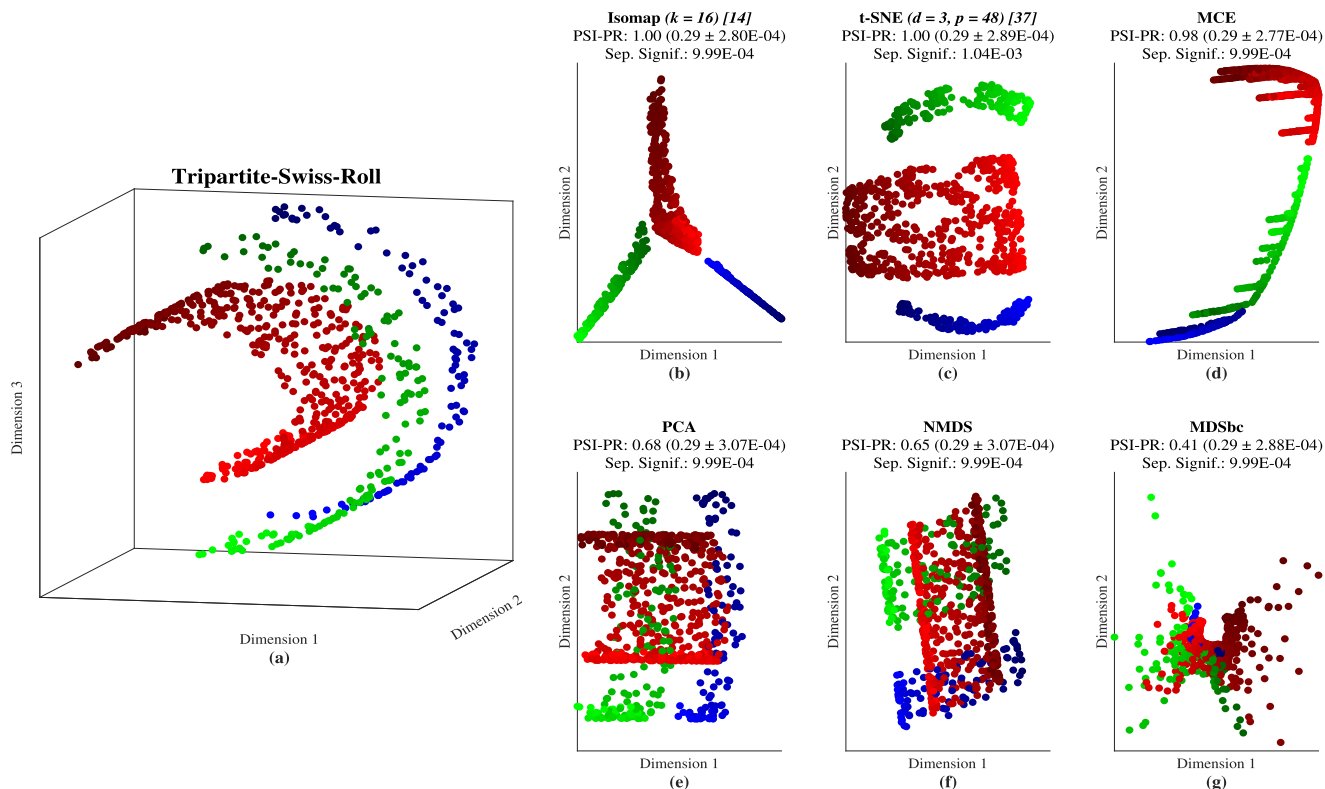 Tripartite-Swiss-Roll
Dimension 3
Dimension 1
Dimension 2
(a)
Isomap (k = 16) [14]
PSI-PR: 1.00 (0.29 ± 2.80E-04)
Sep. Signif.: 9.99E-04
Dimension 2
Dimension 1
(b)
t-SNE (d = 3, p = 48) [37]
PSI-PR: 1.00 (0.29 ± 2.89E-04)
Sep. Signif.: 1.04E-03
Dimension 2
Dimension 1
(c)
MCE
PSI-PR: 0.98 (0.29 ± 2.77E-04)
Sep. Signif.: 9.99E-04
Dimension 2
Dimension 1
(d)
PCA
PSI-PR: 0.68 (0.29 ± 3.07E-04)
Sep. Signif.: 9.99E-04
Dimension 2
Dimension 1
(e)
NMDS
PSI-PR: 0.65 (0.29 ± 3.07E-04)
Sep. Signif.: 9.99E-04
Dimension 2
Dimension 1
(f)
MDSbc
PSI-PR: 0.41 (0.29 ± 2.88E-04)
Sep. Signif.: 9.99E-04
Dimension 2
Dimension 1
(g)